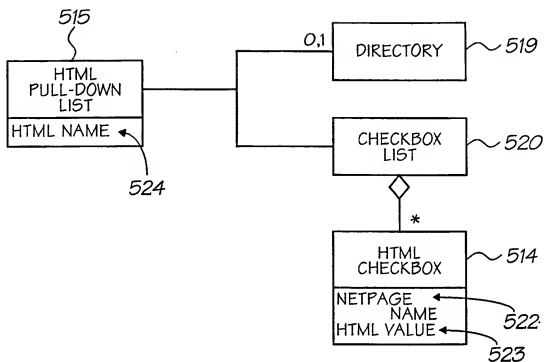 515
HTML
PULL-DOWN
LIST
HTML NAME
524
0,1
DIRECTORY
519
CHECKBOX
LIST
520
*
HTML
CHECKBOX
514
NETPAGE
NAME
522
HTML VALUE
523